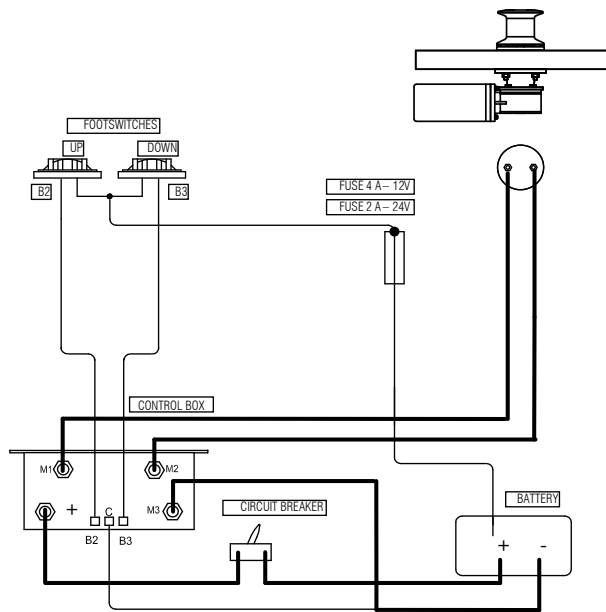 FOOTSWITCHES
UP
DOWN
B2
B3
FUSE 4 A– 12V
FUSE 2 A– 24V
CONTROL BOX
M1
M2
+
C
M3
B2
B3
CIRCUIT BREAKER
BATTERY
+
-